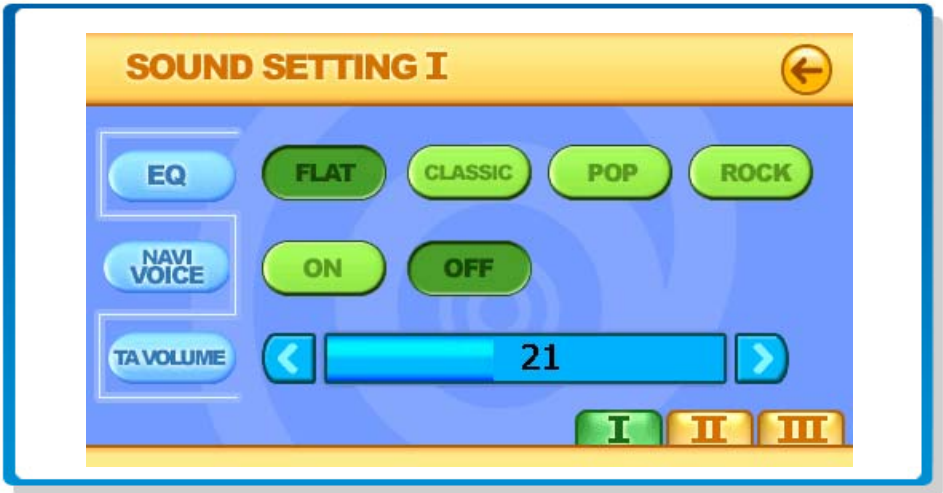 SOUND SETTING I
EQ FLAT CLASSIC POP ROCK
NAVI
VOICE ON OFF
TA VOLUME 21
I II III